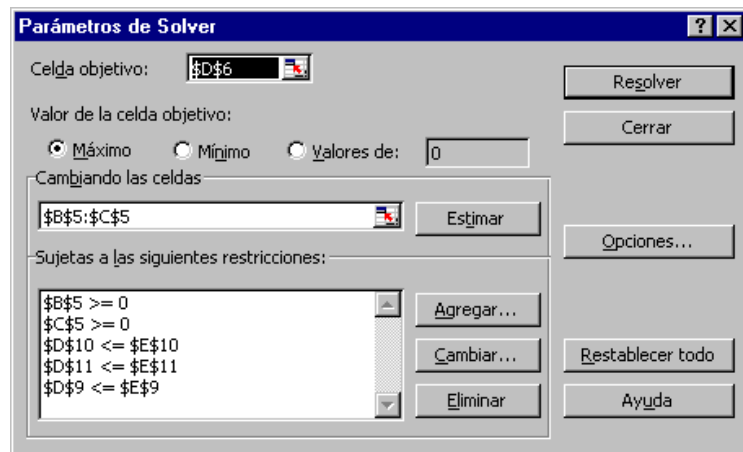 Parámetros de Solver
Celda objetivo: $D$6
Resolver
Valor de la celda objetivo:
Cerrar
Máximo Mínimo Valores de: 0
Cambiando las celdas
$B$5:$C$5 Estimar
Opciones...
Sujetas a las siguientes restricciones:
$B$5 >= 0
$C$5 >= 0
$D$10 <= $E$10
$D$11 <= $E$11
$D$9 <= $E$9
Agregar...
Cambiar...
Restablecer todo
Eliminar
Ayuda